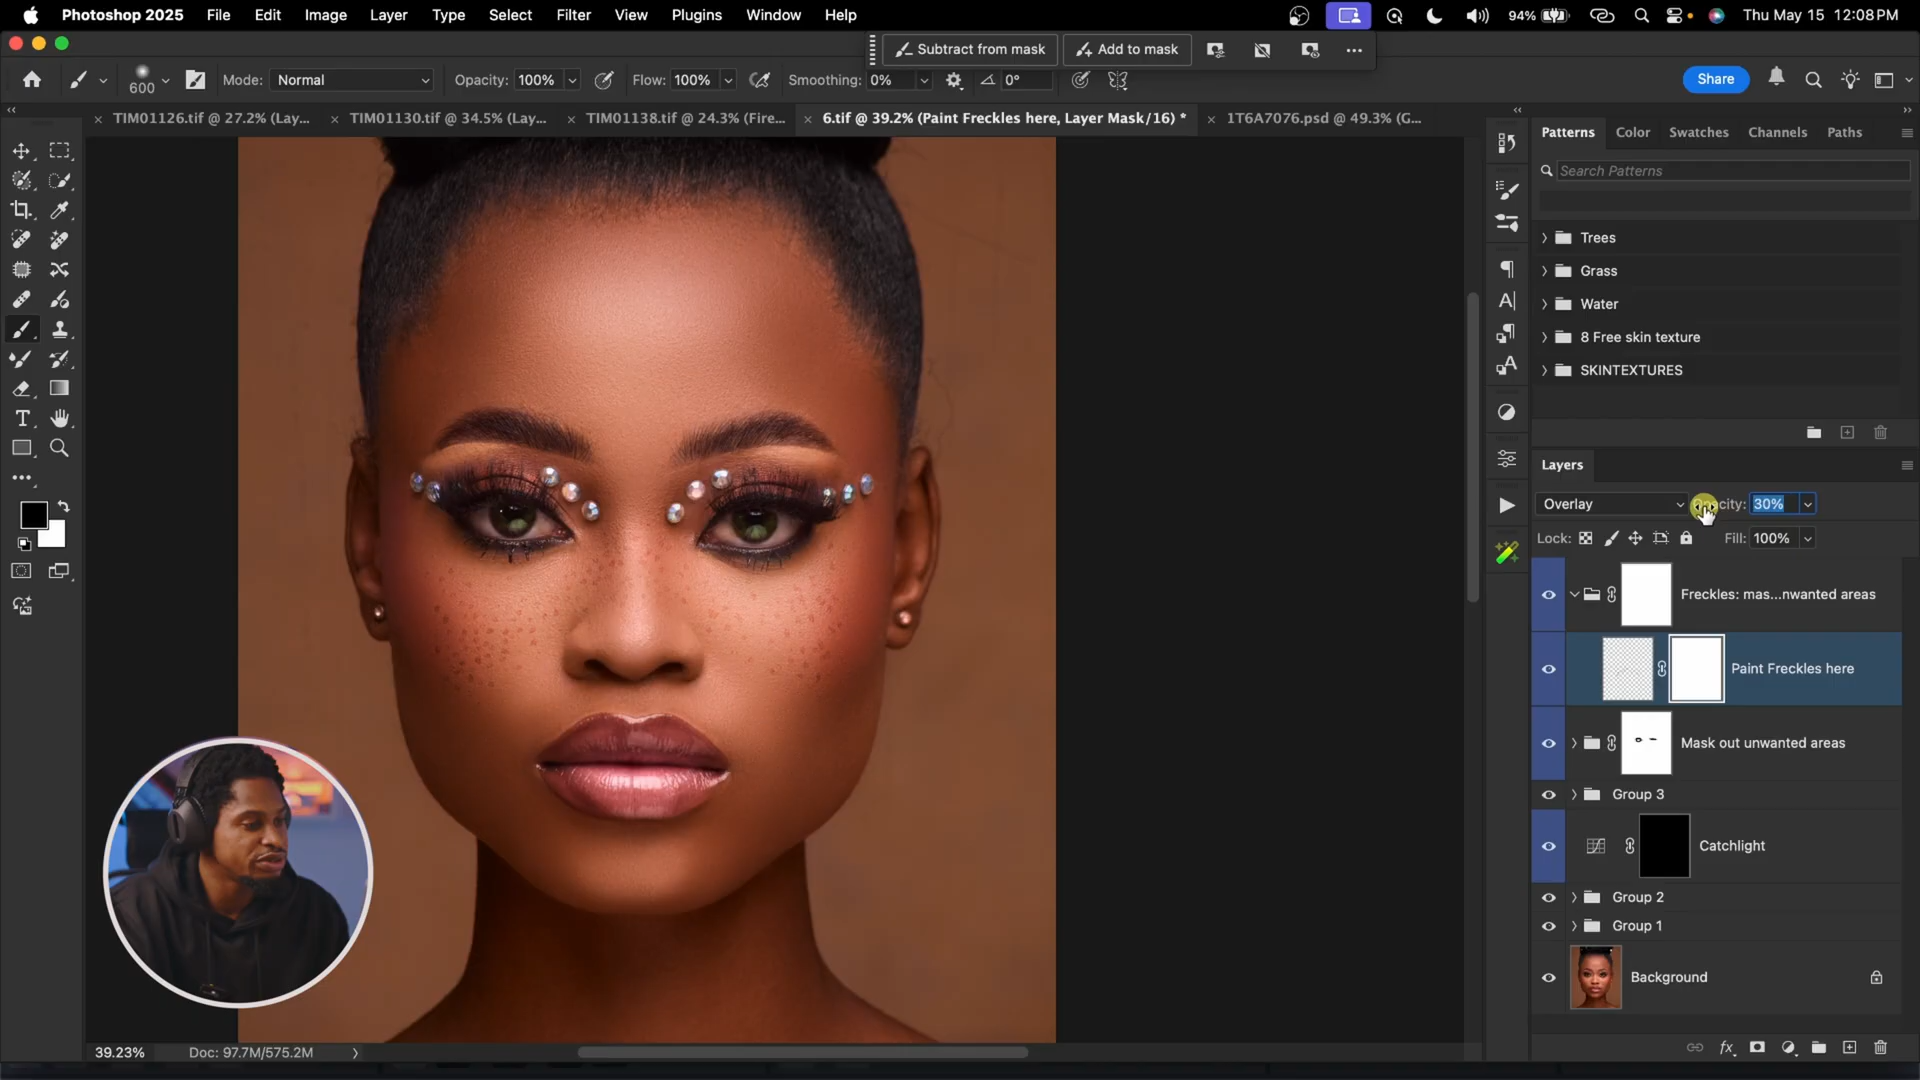 Photoshop 2025 File Edit Image Layer Type Select Filter View Plugins Window Help 94% Thu May 15 12:08 PM
Subtract from mask Add to mask
600 Mode: Normal Opacity: 100% Flow: 100% Smoothing: 0% 0° Share
TIM01126.tif @ 27.2% (Lay... TIM01130.tif @ 34.5% (Lay... TIM01138.tif @ 24.3% (Fire... 6.tif @ 39.2% (Paint Freckles here, Layer Mask/16) * 1T6A7076.psd @ 49.3% (G...
Patterns Color Swatches Channels Paths
Search Patterns
Trees
Grass
Water
8 Free skin texture
SKINTEXTURES
Layers
Overlay 30%
Lock: Fill: 100%
Freckles: mas...nwanted areas
Paint Freckles here
Mask out unwanted areas
Group 3
Catchlight
Group 2
Group 1
Background
39.23% Doc: 97.7M/575.2M